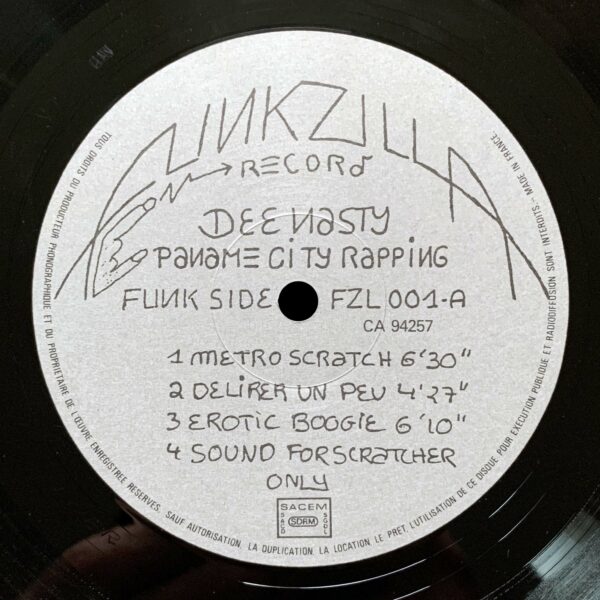 FUNKZILLA
RECORD
DEE NASTY
PANAME CITY RAPPING
FUNK SIDE FZL 001-A
CA 94257
1 METRO SCRATCH 6'30"
2 DELIRER UN PEU 4'27"
3 EROTIC BOOGIE 6'10"
4 SOUND FOR SCRATCHER
ONLY
SACEM
SACD SDRM SGDL
TOUS DROITS DU PRODUCTEUR PHONOGRAPHIQUE ET DU PROPRIETAIRE DE L'ŒUVRE ENREGISTREE RESERVES. SAUF AUTORISATION, LA DUPLICATION, LA LOCATION, LE PRET, L'UTILISATION DE CE DISQUE POUR EXECUTION PUBLIQUE ET RADIODIFFUSION SONT INTERDITS - MADE IN FRANCE.